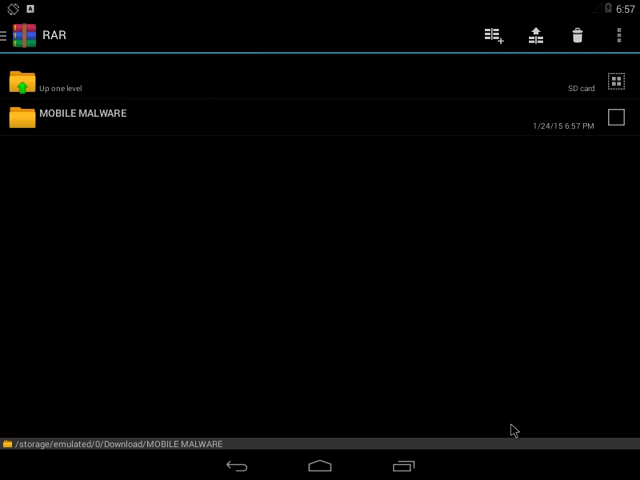 6:57
RAR
Up one level
SD card
MOBILE MALWARE
1/24/15 6:57 PM
/storage/emulated/0/Download/MOBILE MALWARE